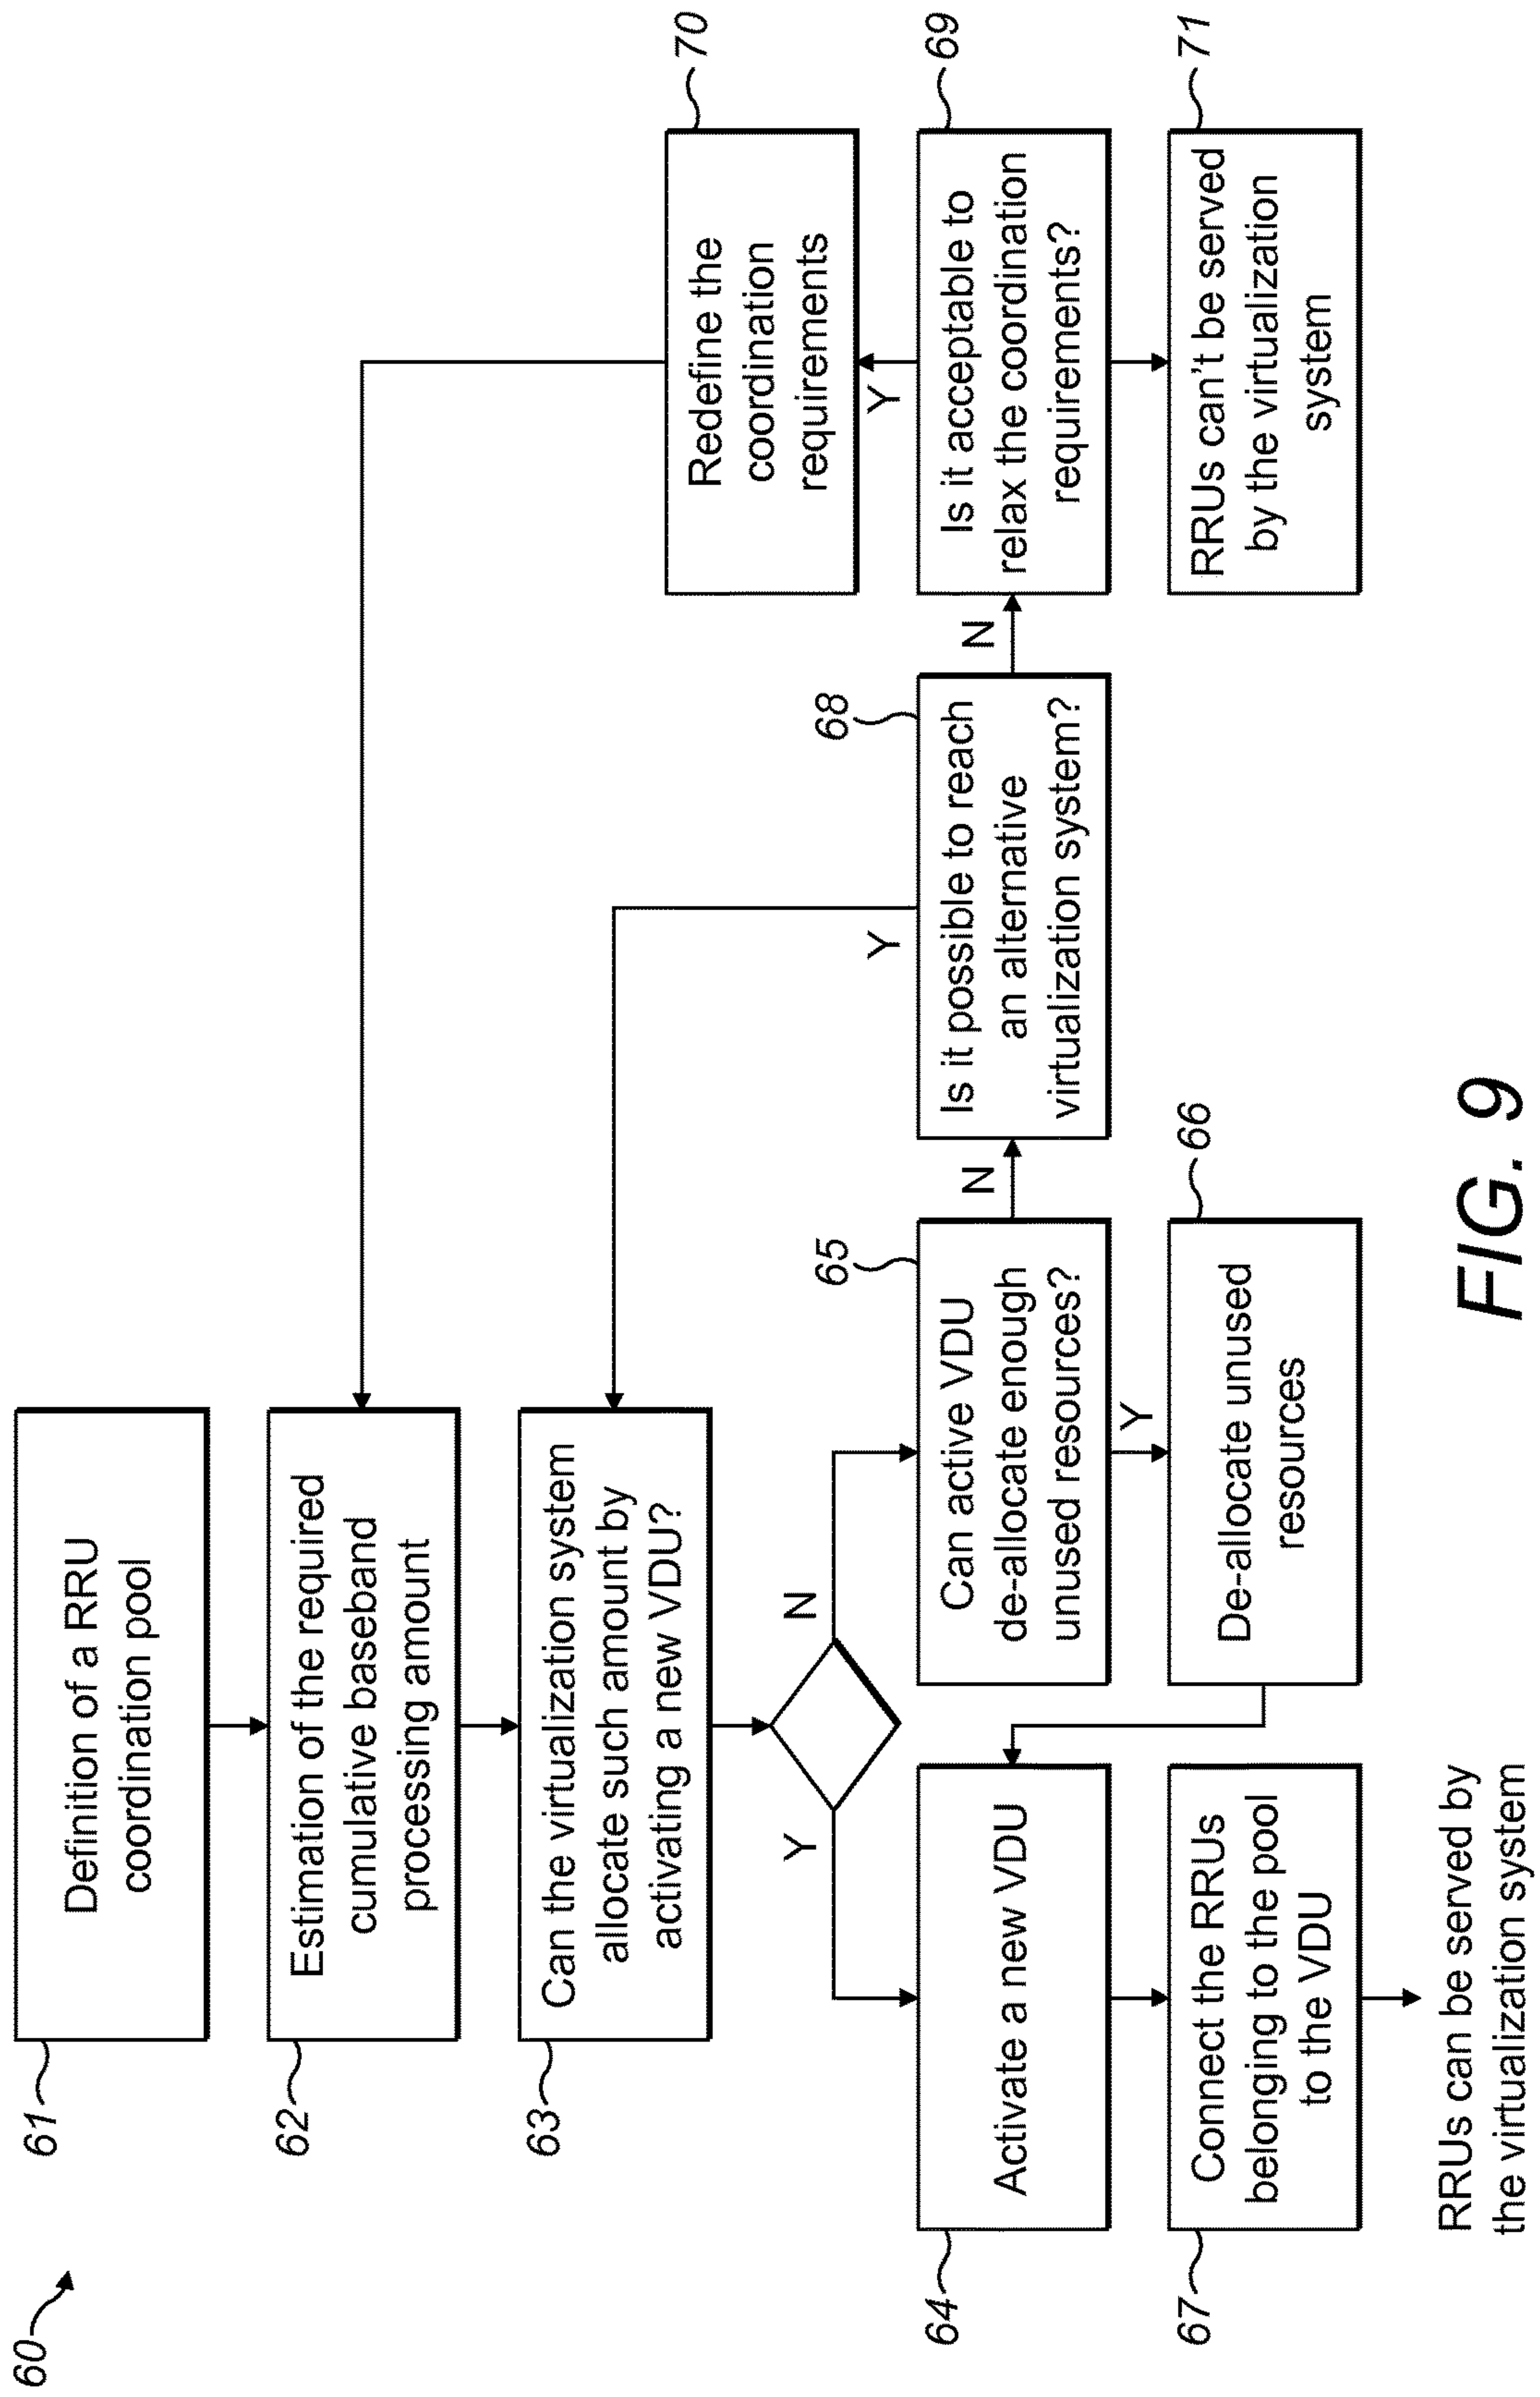 60
61
Definition of a RRU
coordination pool
62
Estimation of the required
cumulative baseband
processing amount
63
Can the virtualization system
allocate such amount by
activating a new VDU?
Y
N
64
Activate a new VDU
67
Connect the RRUs
belonging to the pool
to the VDU
RRUs can be served by
the virtualization system
65
Can active VDU
de-allocate enough
unused resources?
Y
N
66
De-allocate unused
resources
68
Is it possible to reach
an alternative
virtualization system?
Y
N
70
Redefine the
coordination
requirements
Y
69
Is it acceptable to
relax the coordination
requirements?
71
RRUs can't be served
by the virtualization
system
FIG. 9